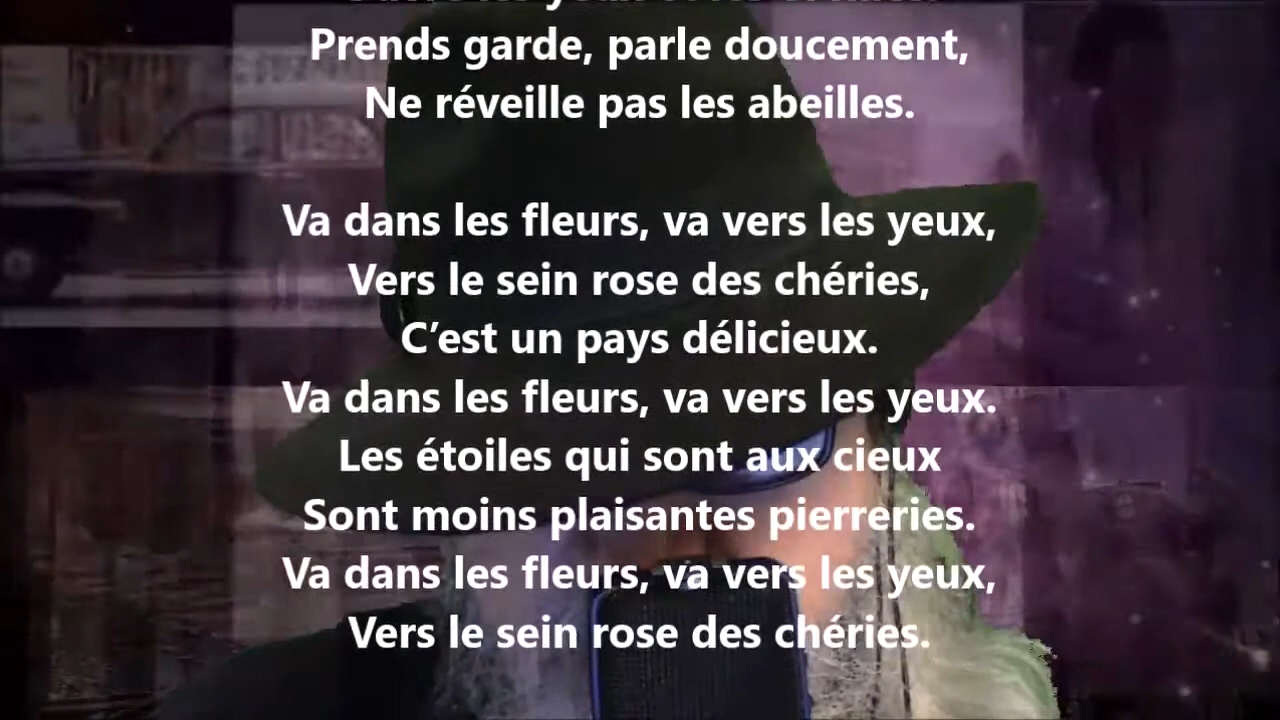 Prends garde, parle doucement,
Ne réveille pas les abeilles.
Va dans les fleurs, va vers les yeux,
Vers le sein rose des chéries,
C’est un pays délicieux.
Va dans les fleurs, va vers les yeux.
Les étoiles qui sont aux cieux
Sont moins plaisantes pierreries.
Va dans les fleurs, va vers les yeux,
Vers le sein rose des chéries.